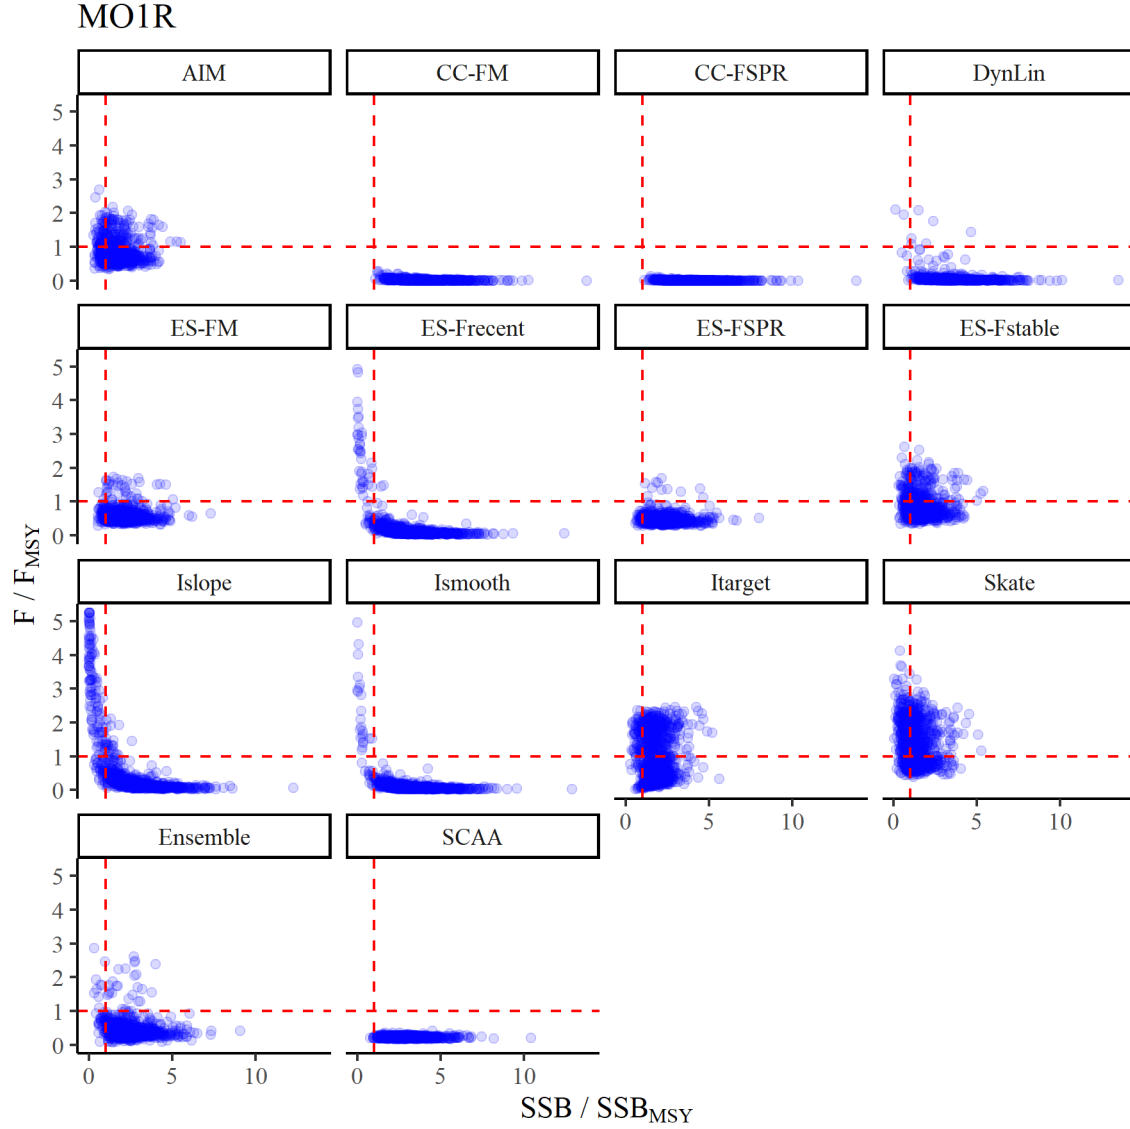 MO1R
AIM CC-FM CC-FSPR DynLin
5
4
3
2
1
0
ES-FM ES-Frecent ES-FSPR ES-Fstable
5
4
3
2
1
0
F / FMSY
Islope Ismooth Itarget Skate
5
4
3
2
1
0
0 5 10 0 5 10
Ensemble SCAA
5
4
3
2
1
0
0 5 10 0 5 10
SSB / SSBMSY